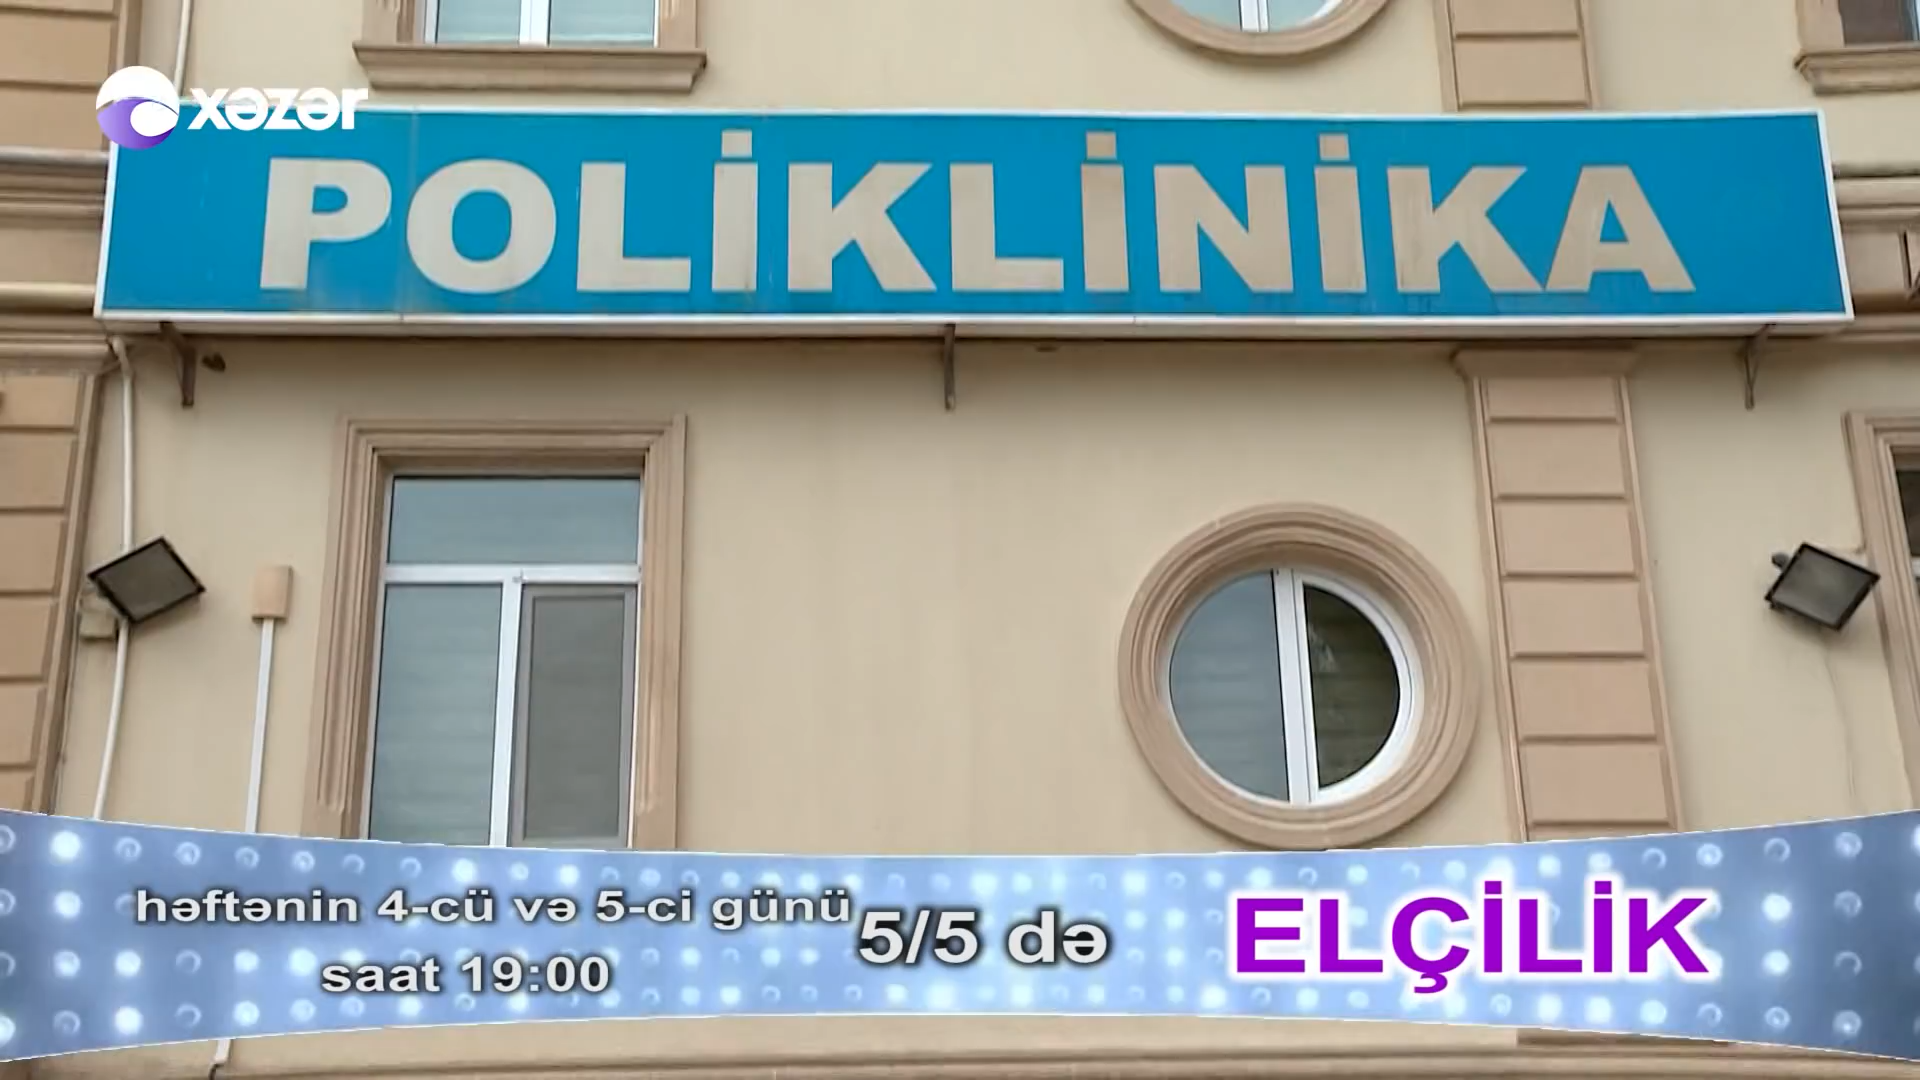 xəzər
POLİKLİNİKA
həftənin 4-cü və 5-ci günü
saat 19:00
5/5 də
ELÇİLİK